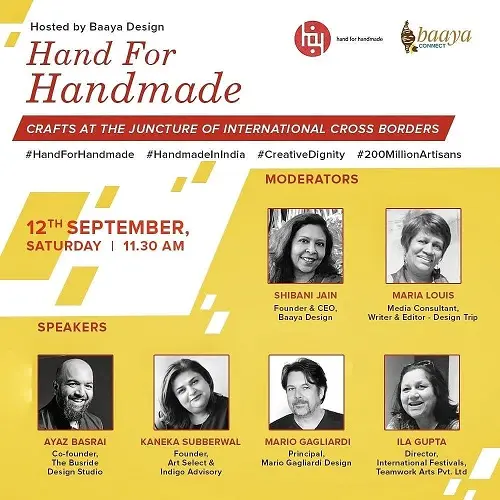 Hosted by Baaya Design
Hand For
Handmade
hand for handmade
baaya
CONNECT
CRAFTS AT THE JUNCTURE OF INTERNATIONAL CROSS BORDERS
#HandForHandmade #HandmadeInIndia #CreativeDignity #200MillionArtisans
12TH SEPTEMBER,
SATURDAY | 11.30 AM
MODERATORS
SHIBANI JAIN
Founder & CEO,
Baaya Design
MARIA LOUIS
Media Consultant,
Writer & Editor - Design Trip
SPEAKERS
AYAZ BASRAI
Co-founder,
The Busride
Design Studio
KANEKA SUBBERWAL
Founder,
Art Select &
Indigo Advisory
MARIO GAGLIARDI
Principal,
Mario Gagliardi Design
ILA GUPTA
Director,
International Festivals,
Teamwork Arts Pvt. Ltd